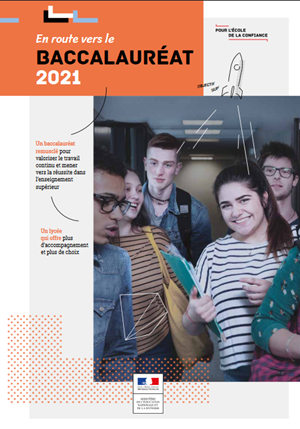 En route vers le
BACCALAURÉAT
2021
POUR L'ÉCOLE
DE LA CONFIANCE
OBJECTIF
SUP'
Un baccalauréat
remusclé pour
valoriser le travail
continu et mener
vers la réussite dans
l'enseignement
supérieur
Un lycée
qui offre plus
d'accompagnement
et plus de choix
MINISTÈRE
DE L'ÉDUCATION
NATIONALE ET
DE LA JEUNESSE